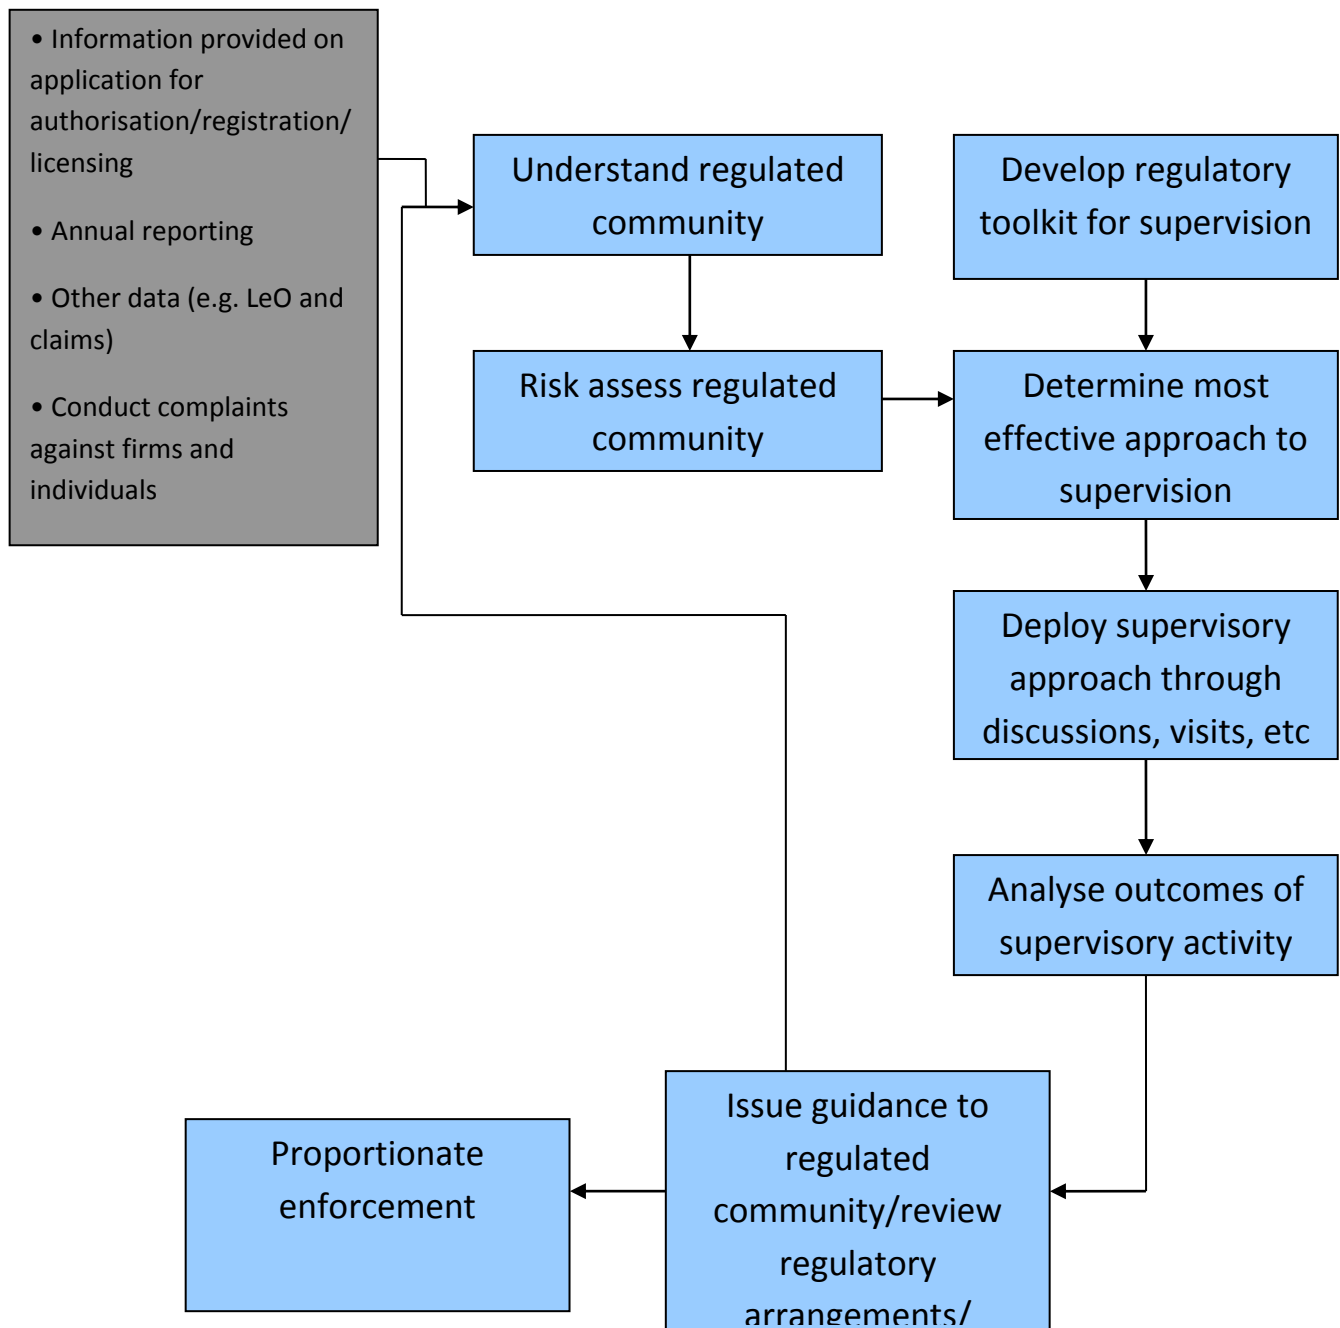 • Information provided on
application for
authorisation/registration/
licensing
• Annual reporting
• Other data (e.g. LeO and
claims)
• Conduct complaints
against firms and
individuals
Understand regulated
community
Develop regulatory
toolkit for supervision
Risk assess regulated
community
Determine most
effective approach to
supervision
Deploy supervisory
approach through
discussions, visits, etc
Analyse outcomes of
supervisory activity
Issue guidance to
regulated
community/review
regulatory
arrangements/
Proportionate
enforcement